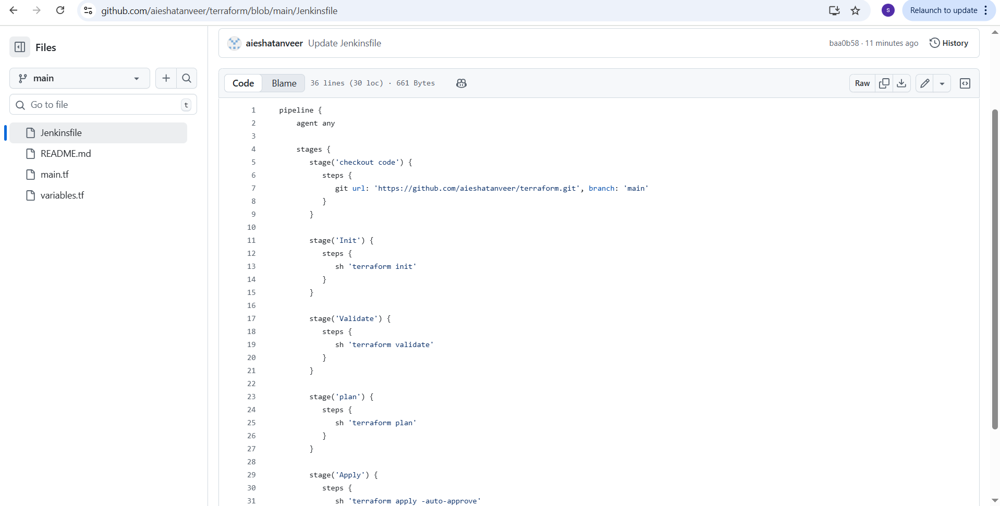 github.com/aieshatanveer/terraform/blob/main/Jenkinsfile
S
Relaunch to update
Files
main
Go to file
t
Jenkinsfile
README.md
main.tf
variables.tf
aieshatanveer Update Jenkinsfile
baa0b58 · 11 minutes ago
History
Code
Blame
36 lines (30 loc) · 661 Bytes
Raw
1 pipeline {
2 agent any
3
4 stages {
5 stage('checkout code') {
6 steps {
7 git url: 'https://github.com/aieshatanveer/terraform.git', branch: 'main'
8 }
9 }
10
11 stage('Init') {
12 steps {
13 sh 'terraform init'
14 }
15 }
16
17 stage('Validate') {
18 steps {
19 sh 'terraform validate'
20 }
21 }
22
23 stage('plan') {
24 steps {
25 sh 'terraform plan'
26 }
27 }
28
29 stage('Apply') {
30 steps {
31 sh 'terraform apply -auto-approve'